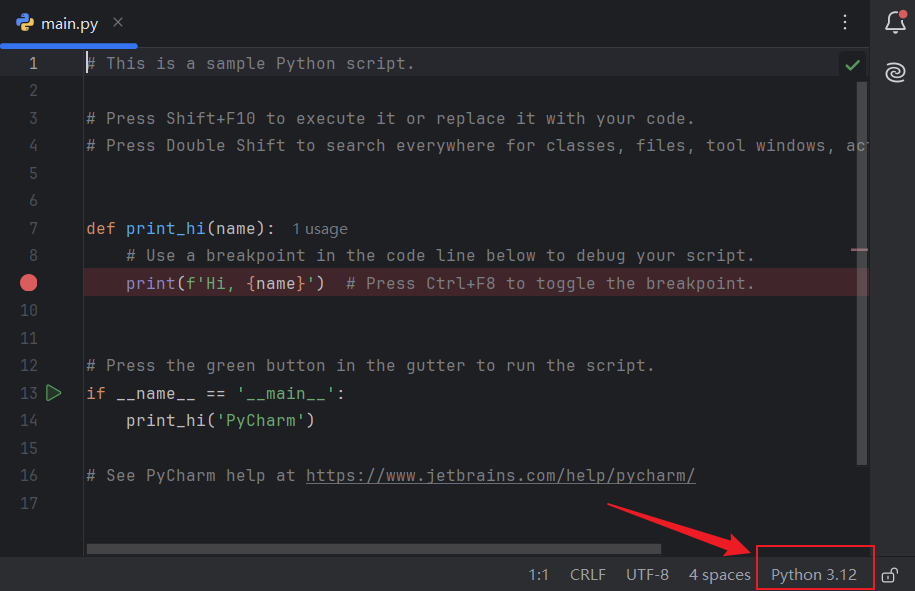 main.py
1 # This is a sample Python script.
2
3 # Press Shift+F10 to execute it or replace it with your code.
4 # Press Double Shift to search everywhere for classes, files, tool windows, ac
5
6
7 def print_hi(name): 1 usage
8 # Use a breakpoint in the code line below to debug your script.
print(f'Hi, {name}') # Press Ctrl+F8 to toggle the breakpoint.
10
11
12 # Press the green button in the gutter to run the script.
13 if __name__ == '__main__':
14 print_hi('PyCharm')
15
16 # See PyCharm help at https://www.jetbrains.com/help/pycharm/
17
1:1 CRLF UTF-8 4 spaces Python 3.12